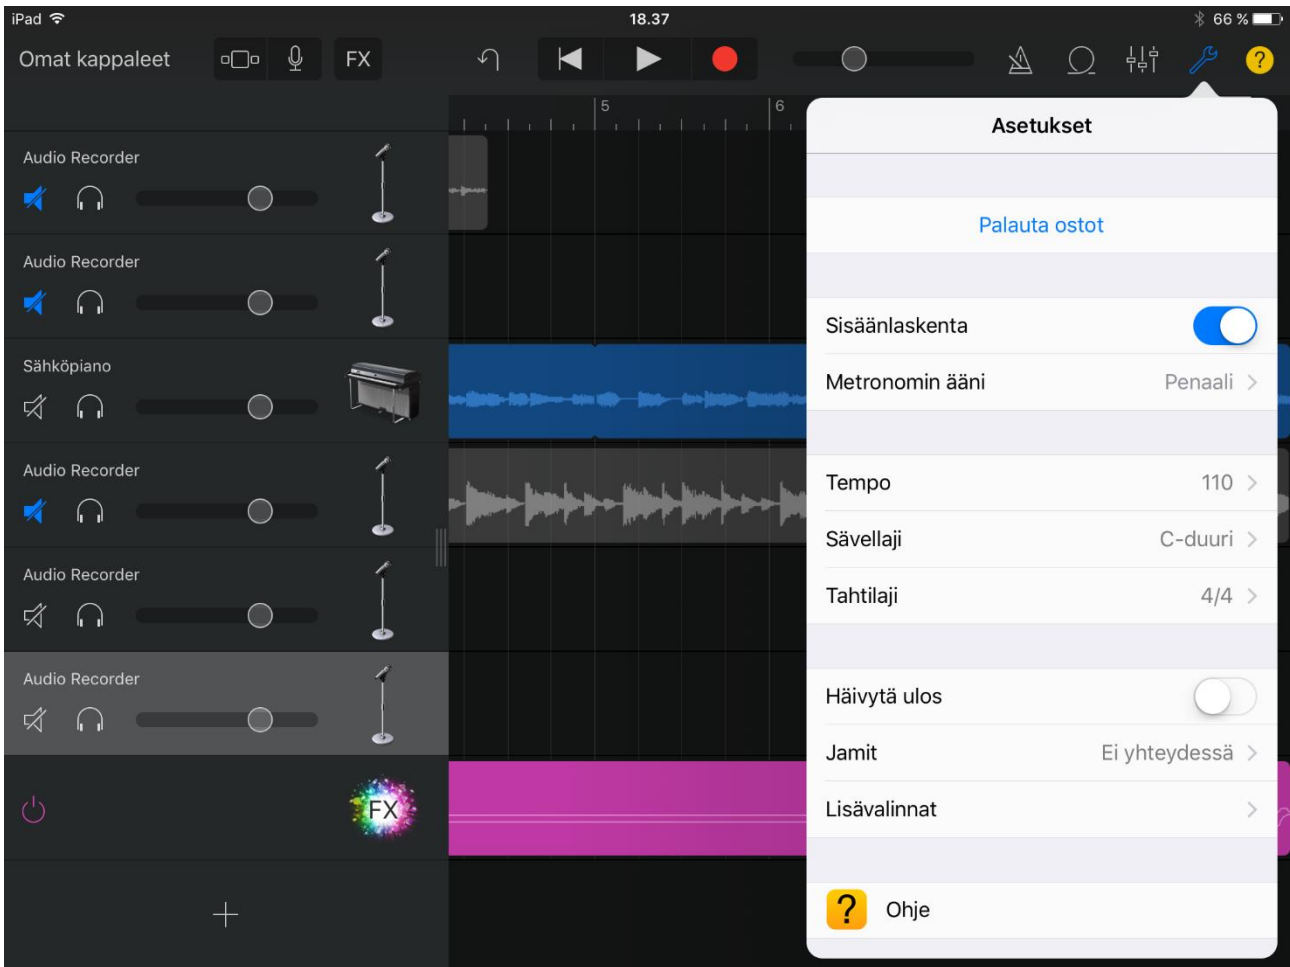 iPad 18.37 66 %
Omat kappaleet FX ?
5 6
Asetukset
Audio Recorder
Palauta ostot
Audio Recorder
Sisäänlaskenta
Sähköpiano
Metronomin ääni Penaali
Audio Recorder
Tempo 110
Sävellaji C-duuri
Audio Recorder
Tahtilaji 4/4
Audio Recorder
Häivytä ulos
Jamit Ei yhteydessä
FX
Lisävalinnat
? Ohje